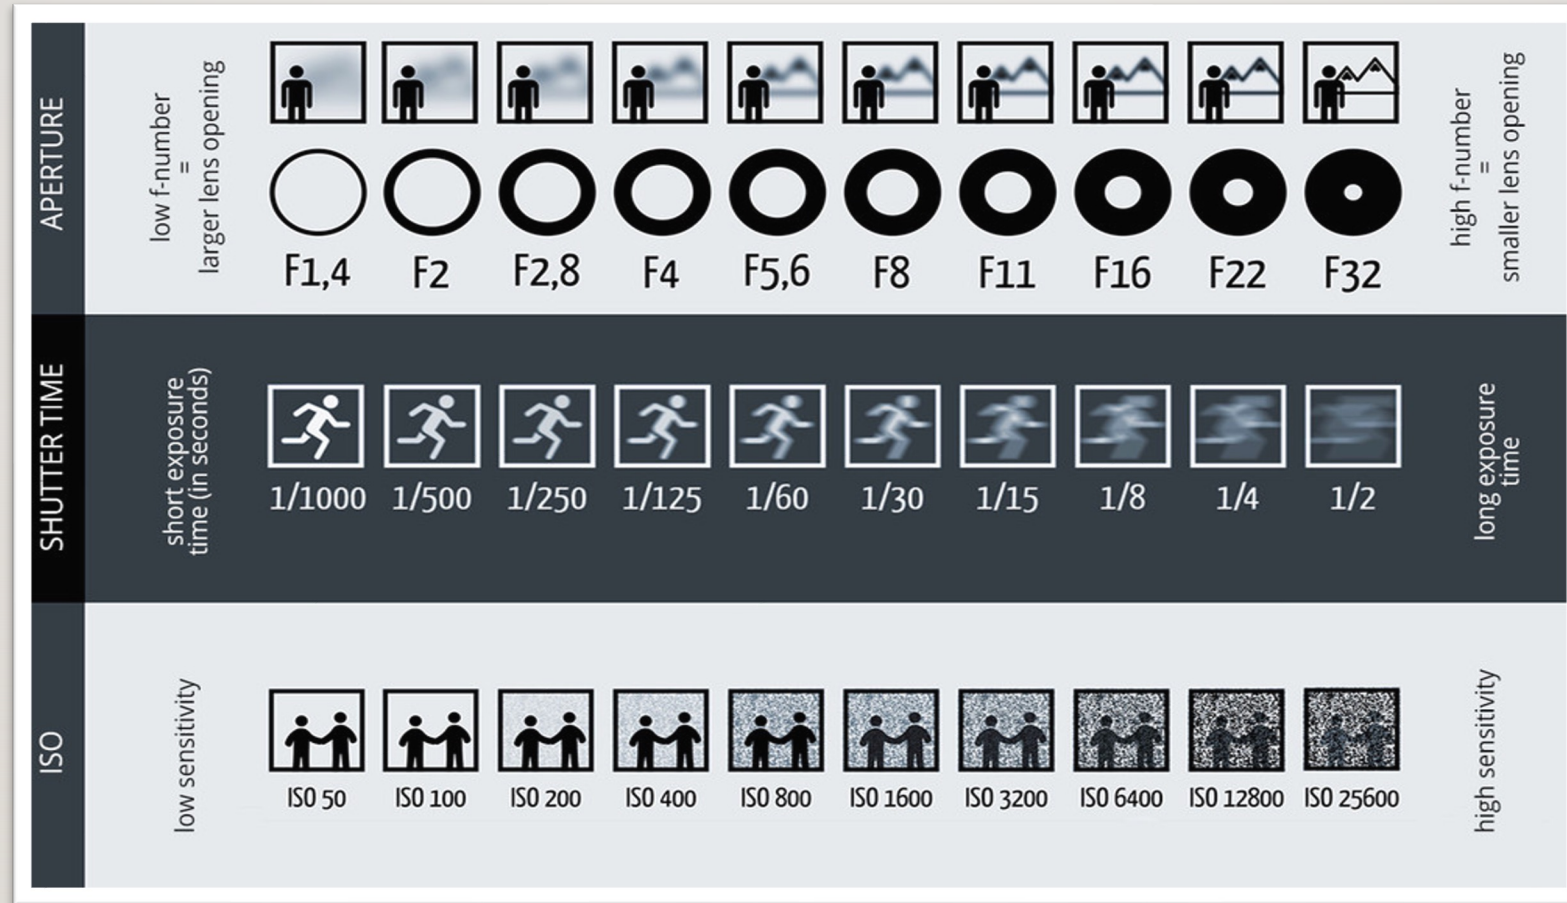 APERTURE
low f-number
=
larger lens opening
F1,4 F2 F2,8 F4 F5,6 F8 F11 F16 F22 F32
high f-number
=
smaller lens opening
SHUTTER TIME
short exposure
time (in seconds)
1/1000 1/500 1/250 1/125 1/60 1/30 1/15 1/8 1/4 1/2
long exposure
time
ISO
low sensitivity
ISO 50 ISO 100 ISO 200 ISO 400 ISO 800 ISO 1600 ISO 3200 ISO 6400 ISO 12800 ISO 25600
high sensitivity